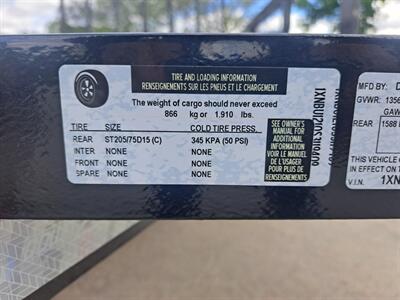 TIRE AND LOADING INFORMATION
RENSEIGNEMENTS SUR LES PNEUS ET LE CHARGEMENT
The weight of cargo should never exceed
866 kg or 1.910 lbs.
TIRE SIZE COLD TIRE PRESS.
REAR ST205/75D15 (C) 345 KPA (50 PSI)
INTER NONE NONE
FRONT NONE NONE
SPARE NONE NONE
SEE OWNER'S
MANUAL FOR
ADDITIONAL
INFORMATION
VOIR LE MANUEL
DE L'USAGER
POUR PLUS DE
RENSEIGNEMENTS
MFD BY: D
GVWR: 1356
GAW
REAR 1588
THIS VEHICLE
IN EFFECT ON T
V.I.N. 1XN